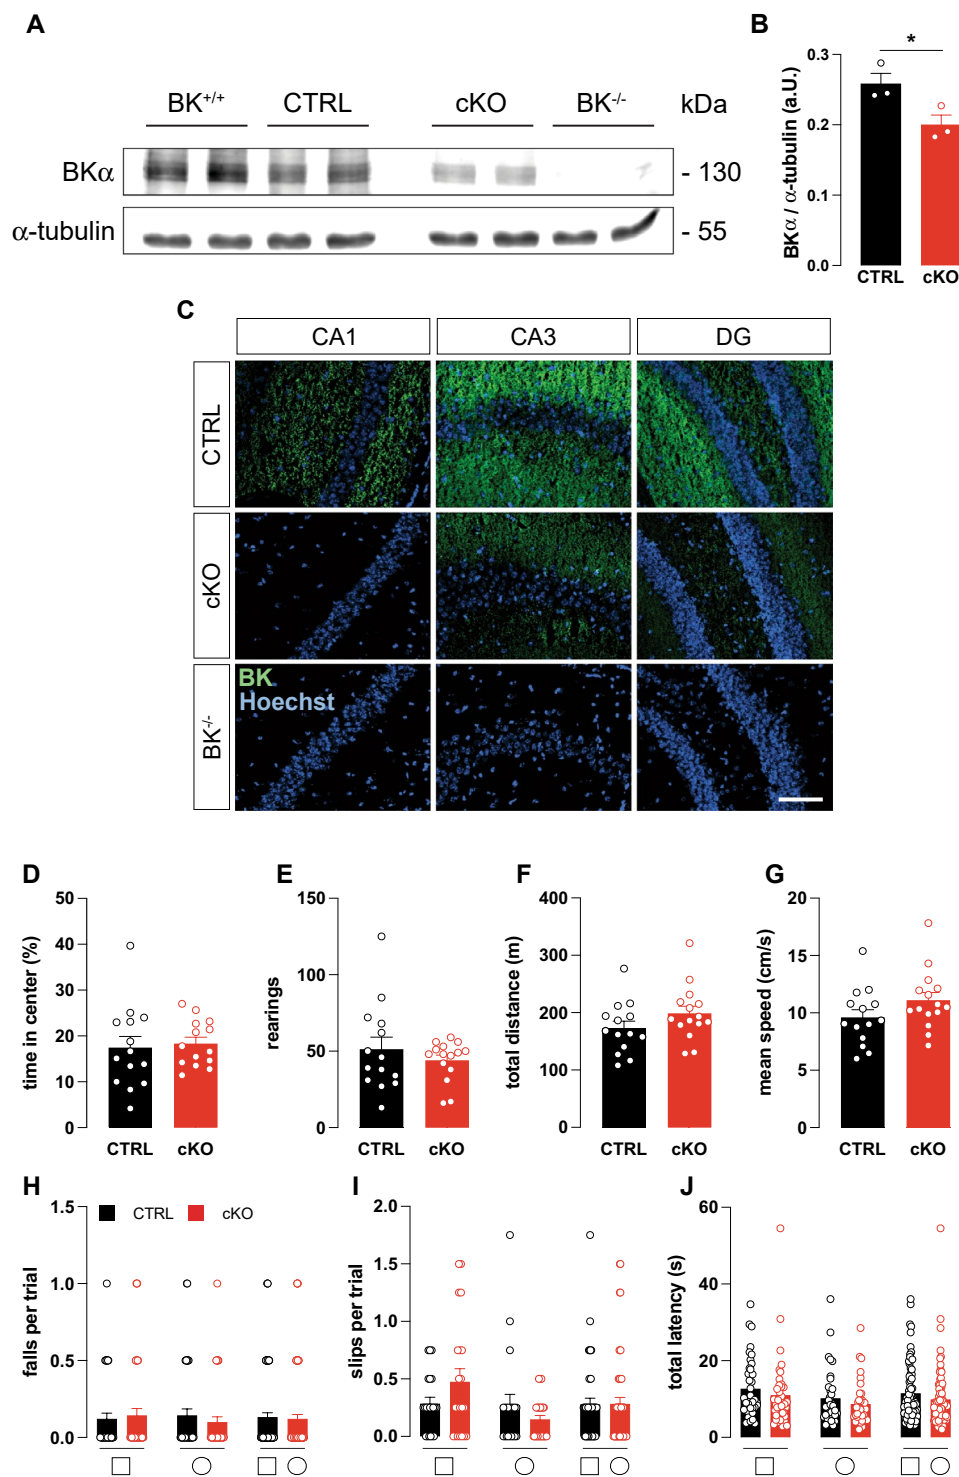 A
BK+/+ CTRL cKO BK-/- kDa
BKα - 130
α-tubulin - 55
B
*
BKα / α-tubulin (a.U.)
0.3
0.2
0.1
0.0
CTRL cKO
C
CA1 CA3 DG
CTRL
cKO
BK-/-
BK
Hoechst
D
time in center (%)
50
40
30
20
10
0
CTRL cKO
E
rearings
150
100
50
0
CTRL cKO
F
total distance (m)
400
300
200
100
0
CTRL cKO
G
mean speed (cm/s)
20
15
10
5
0
CTRL cKO
H
falls per trial
1.5
1.0
0.5
0.0
CTRL cKO
I
slips per trial
2.0
1.5
1.0
0.5
0.0
J
total latency (s)
60
40
20
0